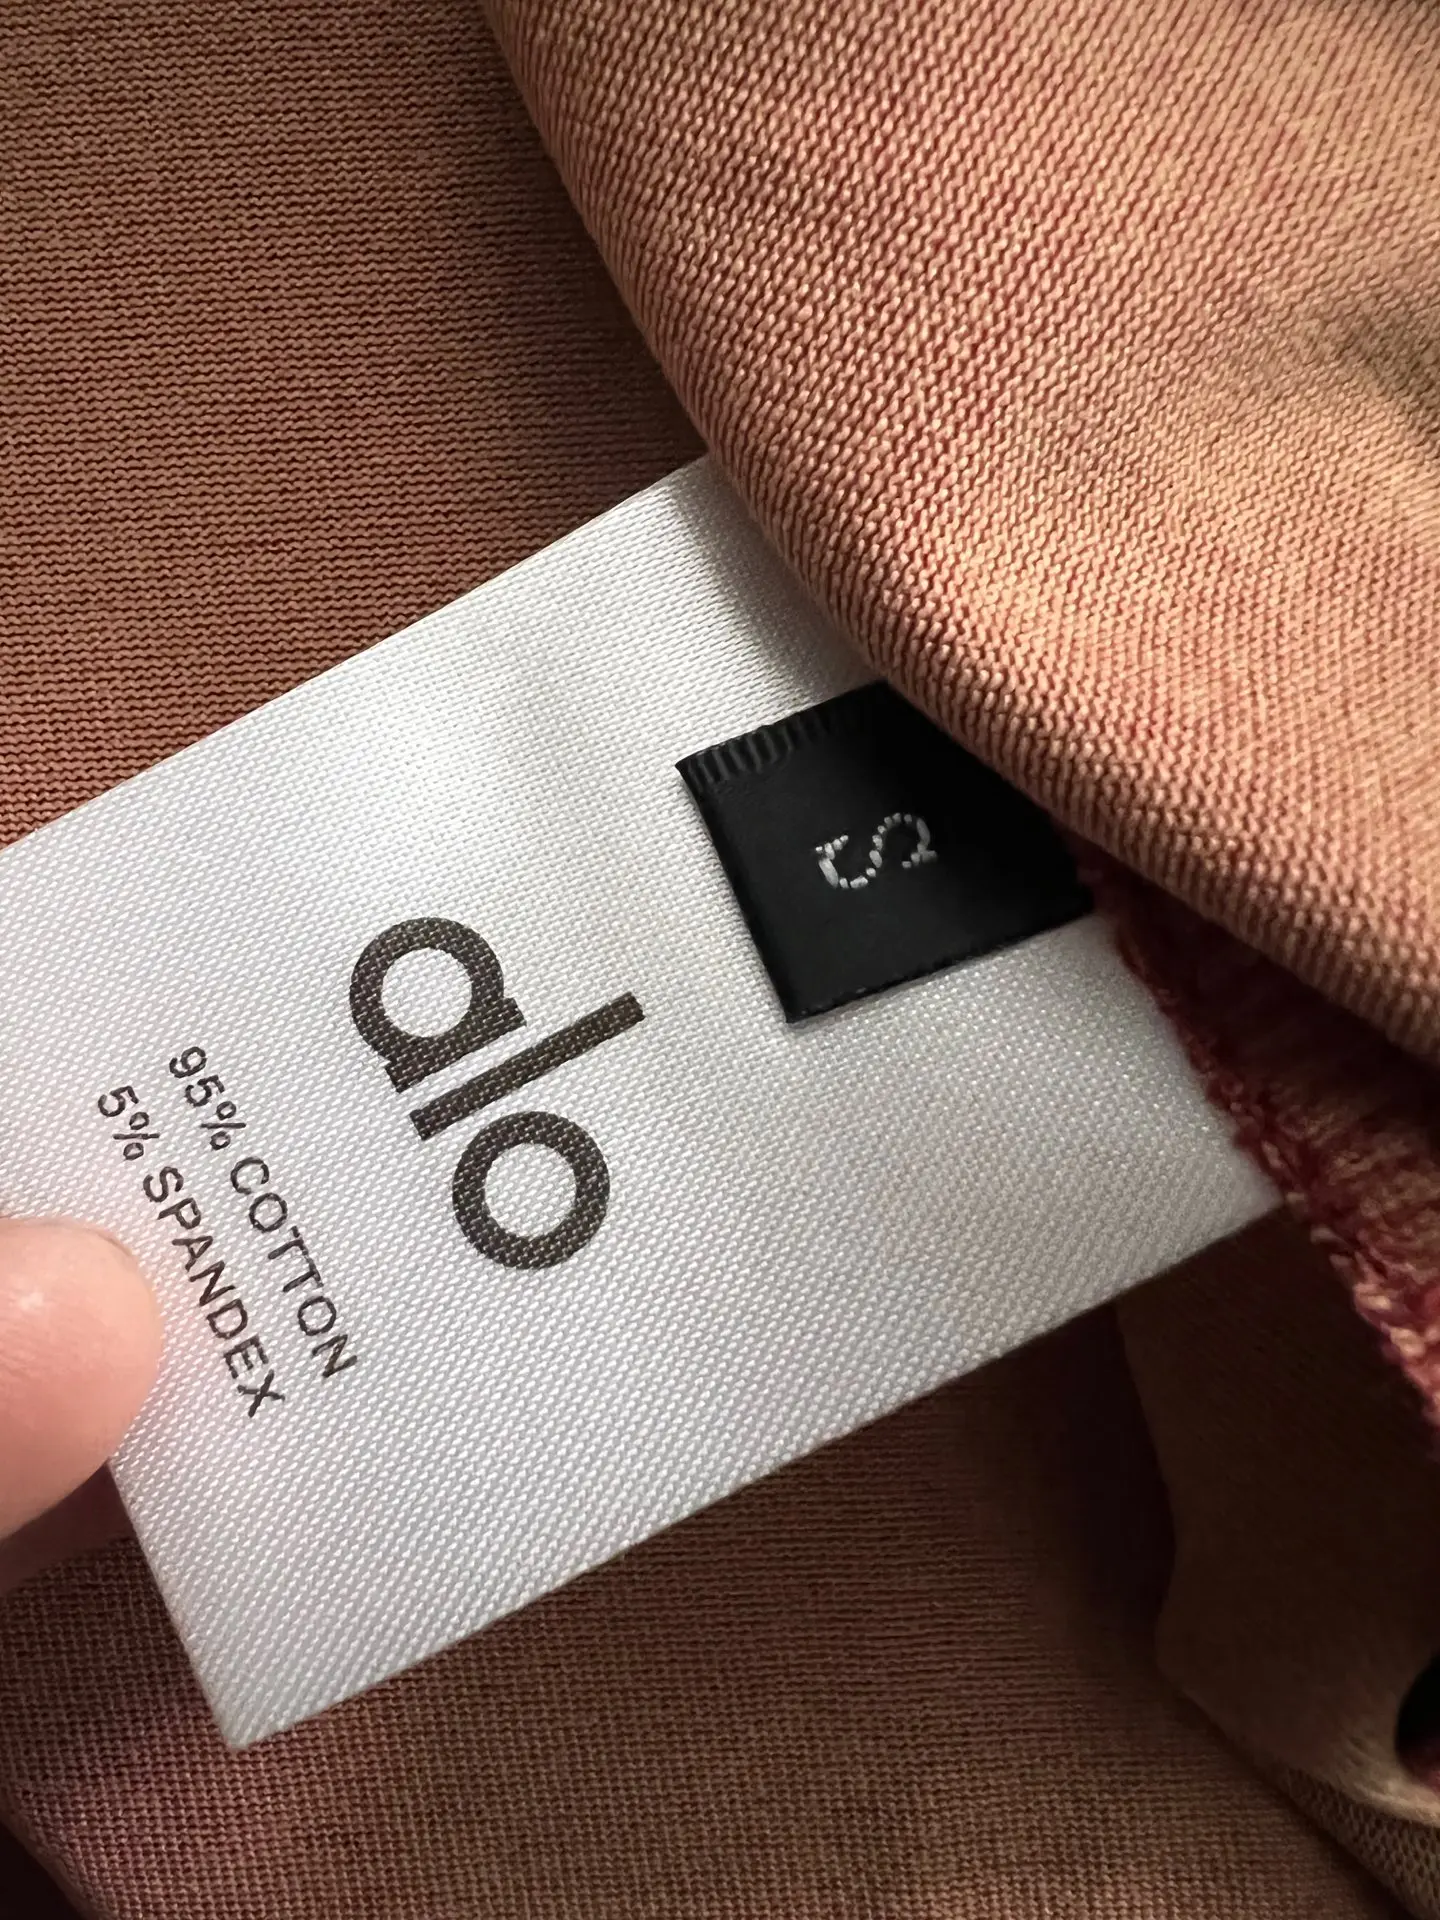 S
alo
95% COTTON
5% SPANDEX